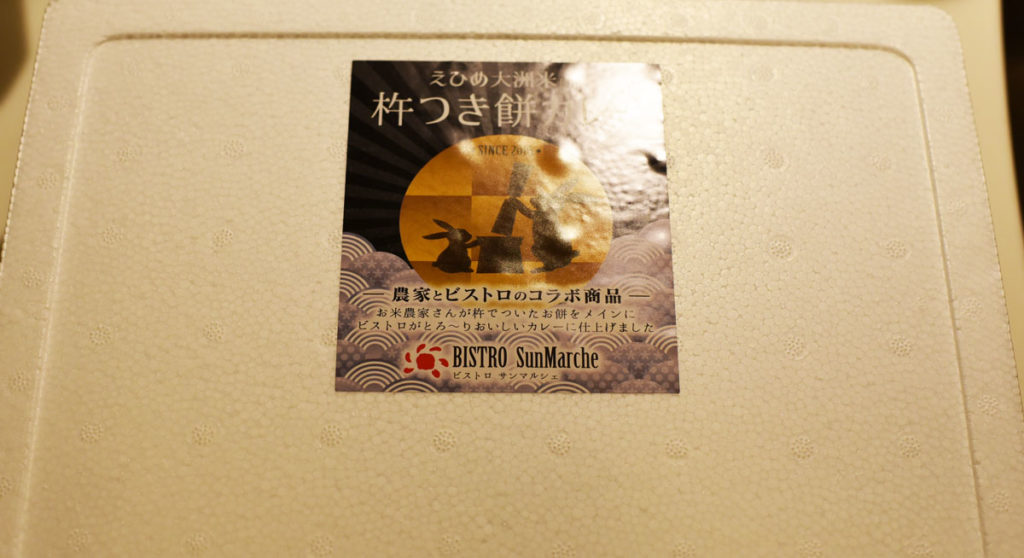 えひめ大洲米
杵つき餅カレ
SINCE
農家とビストロのコラボ商品
お米農家さんが杵でついたお餅をメインに
ビストロがとろ〜りおいしいカレーに仕上げました
BISTRO SunMarche
ビストロ サンマルシェ